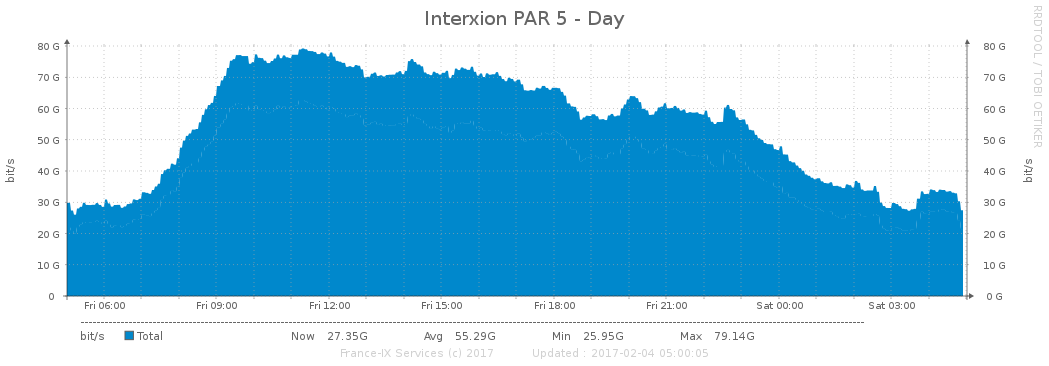 Interxion PAR 5 - Day
RRDTOOL / TOBI OETIKER
bit/s
80 G
70 G
60 G
50 G
40 G
30 G
20 G
10 G
0
80 G
70 G
60 G
50 G
40 G
30 G
20 G
10 G
0 G
bit/s
Fri 06:00 Fri 09:00 Fri 12:00 Fri 15:00 Fri 18:00 Fri 21:00 Sat 00:00 Sat 03:00
bit/s Total Now 27.35G Avg 55.29G Min 25.95G Max 79.14G
France-IX Services (c) 2017 Updated : 2017-02-04 05:00:05